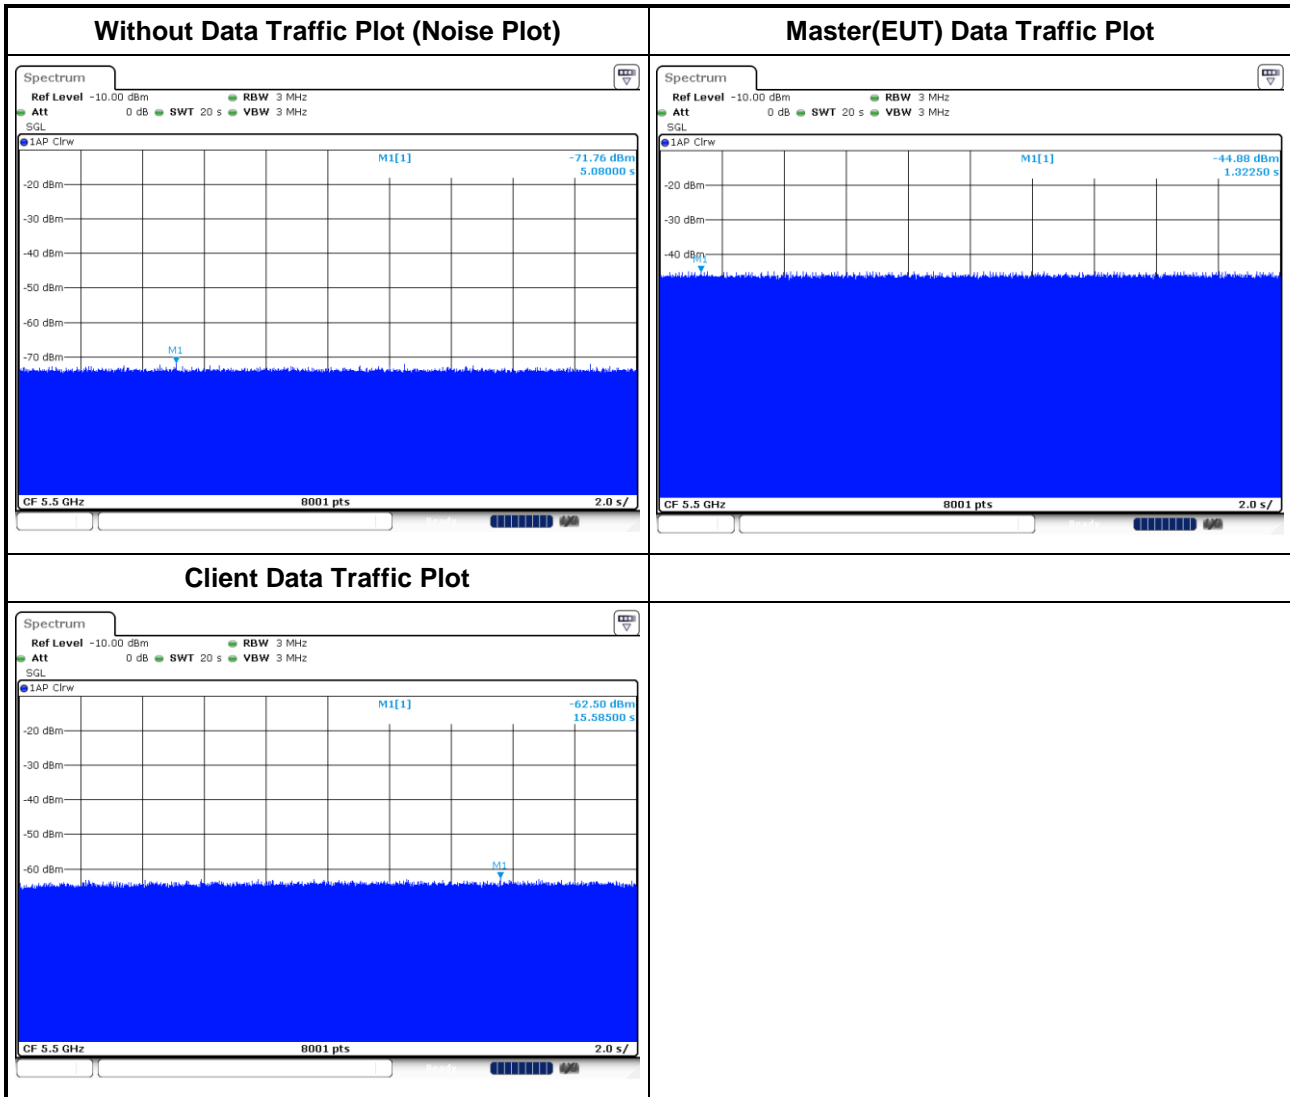 Without Data Traffic Plot (Noise Plot)
Master(EUT) Data Traffic Plot
Spectrum
Ref Level -10.00 dBm RBW 3 MHz
Att 0 dB SWT 20 s VBW 3 MHz
SGL
1AP Clrw
M1[1] -71.76 dBm
5.08000 s
-20 dBm
-30 dBm
-40 dBm
-50 dBm
-60 dBm
M1
-70 dBm
CF 5.5 GHz 8001 pts 2.0 s/
Spectrum
Ref Level -10.00 dBm RBW 3 MHz
Att 0 dB SWT 20 s VBW 3 MHz
SGL
1AP Clrw
M1[1] -44.88 dBm
1.32250 s
-20 dBm
-30 dBm
-40 dBm
M1
CF 5.5 GHz 8001 pts 2.0 s/
Client Data Traffic Plot
Spectrum
Ref Level -10.00 dBm RBW 3 MHz
Att 0 dB SWT 20 s VBW 3 MHz
SGL
1AP Clrw
M1[1] -62.50 dBm
15.58500 s
-20 dBm
-30 dBm
-40 dBm
-50 dBm
-60 dBm M1
CF 5.5 GHz 8001 pts 2.0 s/